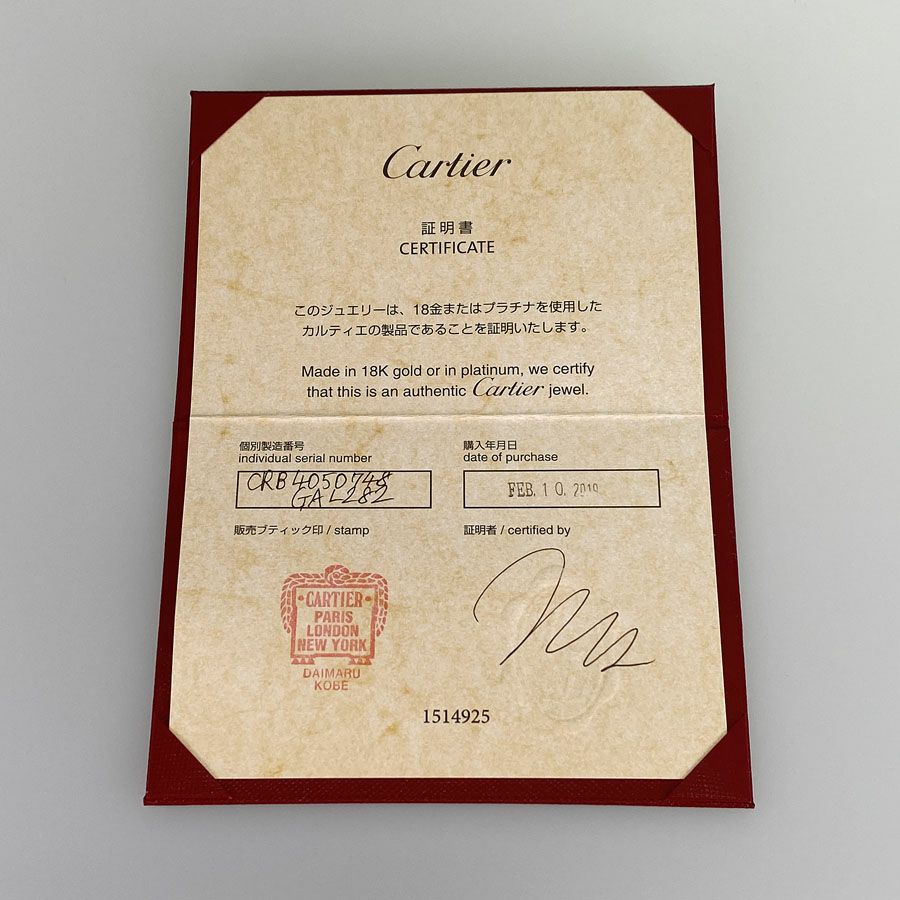 Cartier
証明書
CERTIFICATE
このジュエリーは、18金またはプラチナを使用した
カルティエの製品であることを証明いたします。
Made in 18K gold or in platinum, we certify
that this is an authentic Cartier jewel.
個別製造番号
individual serial number
CRB4050748
GAL282
購入年月日
date of purchase
FEB. 10. 2019
販売ブティック印 / stamp
証明者 / certified by
CARTIER
PARIS
LONDON
NEW YORK
DAIMARU
KOBE
1514925